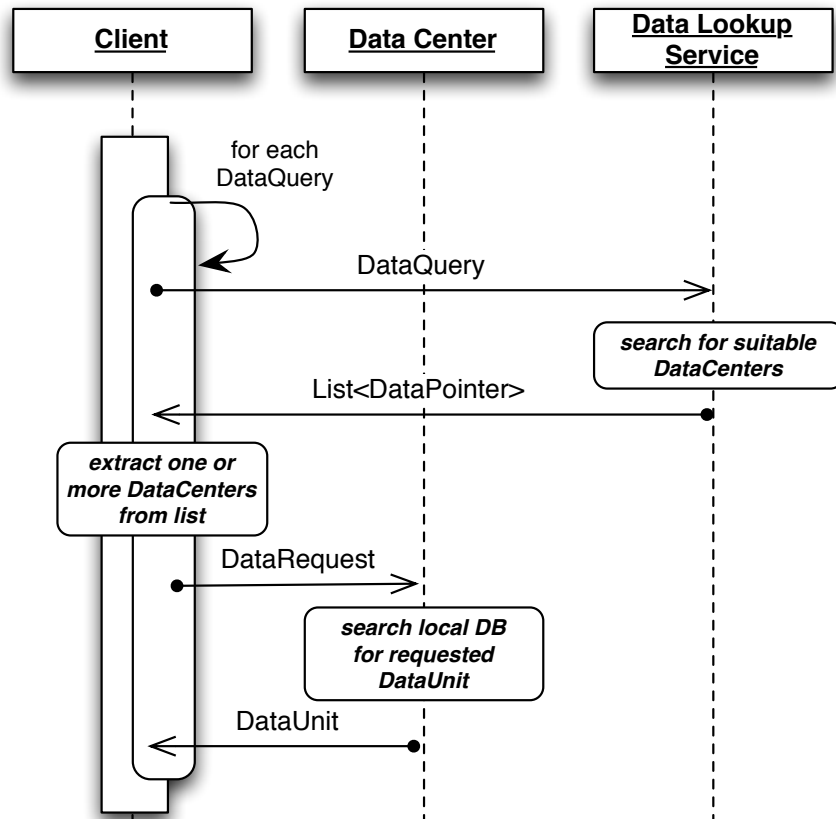 Client
Data Center
Data Lookup
Service
for each
DataQuery
DataQuery
search for suitable
DataCenters
List<DataPointer>
extract one or
more DataCenters
from list
DataRequest
search local DB
for requested
DataUnit
DataUnit